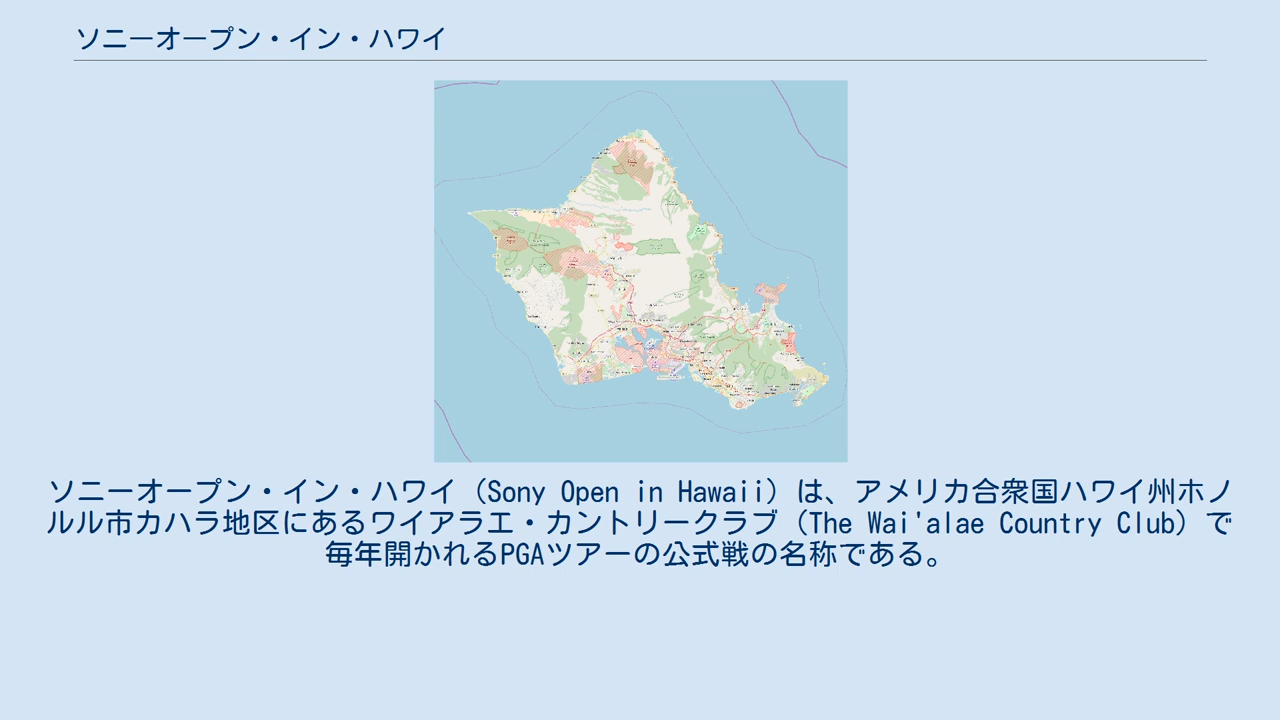 ソニーオープン・イン・ハワイ
ソニーオープン・イン・ハワイ（Sony Open in Hawaii）は、アメリカ合衆国ハワイ州ホノ
ルル市カハラ地区にあるワイアラエ・カントリークラブ（The Wai'alae Country Club）で
毎年開かれるPGAツアーの公式戦の名称である。